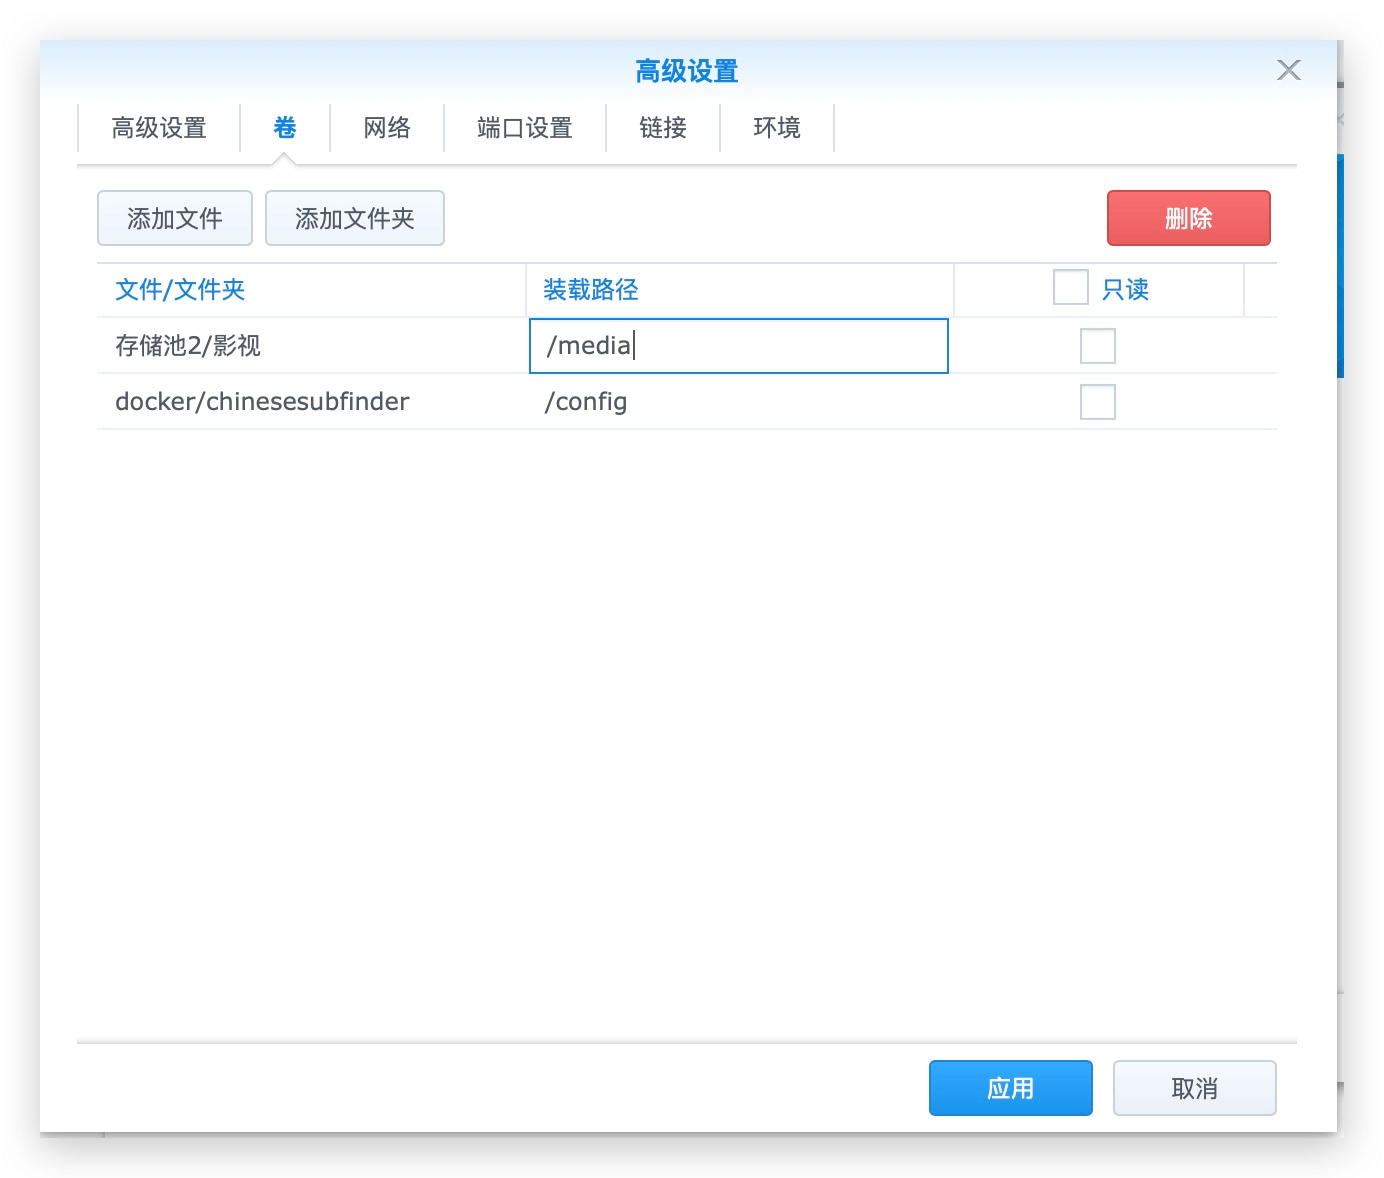 高级设置
高级设置 卷 网络 端口设置 链接 环境
添加文件 添加文件夹 删除
文件/文件夹 装载路径 只读
存储池2/影视 /media
docker/chinesesubfinder /config
应用 取消